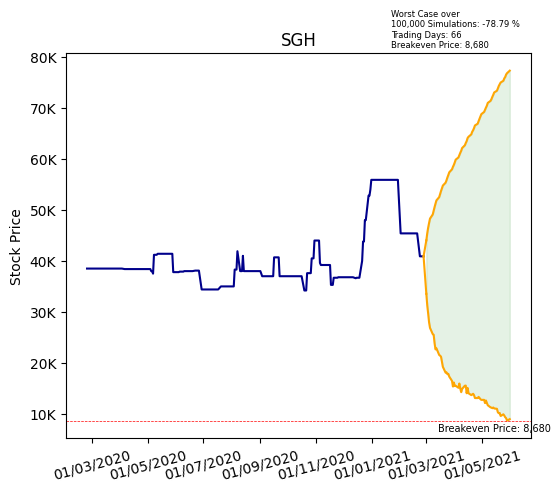 Worst Case over
100,000 Simulations: -78.79 %
Trading Days: 66
Breakeven Price: 8,680
SGH
80K
70K
60K
50K
40K
30K
20K
10K
Stock Price
Breakeven Price: 8,680
01/03/2020
01/05/2020
01/07/2020
01/09/2020
01/11/2020
01/01/2021
01/03/2021
01/05/2021